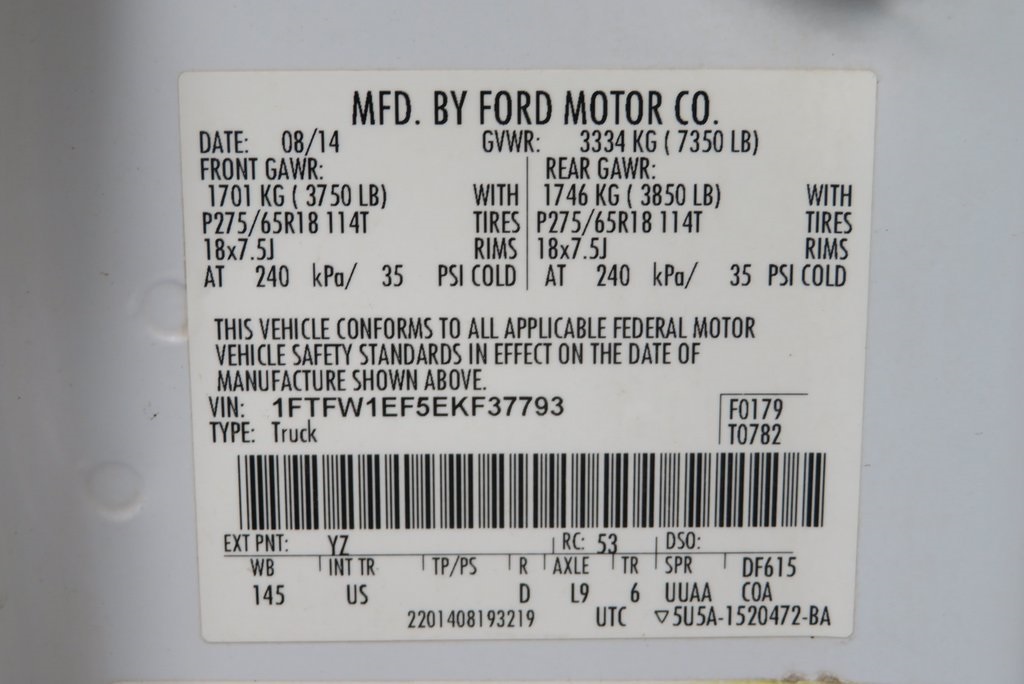 MFD. BY FORD MOTOR CO.
DATE: 08/14 GVWR: 3334 KG ( 7350 LB)
FRONT GAWR: REAR GAWR:
1701 KG ( 3750 LB) WITH 1746 KG ( 3850 LB) WITH
P275/65R18 114T TIRES P275/65R18 114T TIRES
18x7.5J RIMS 18x7.5J RIMS
AT 240 kPa/ 35 PSI COLD AT 240 kPa/ 35 PSI COLD
THIS VEHICLE CONFORMS TO ALL APPLICABLE FEDERAL MOTOR
VEHICLE SAFETY STANDARDS IN EFFECT ON THE DATE OF
MANUFACTURE SHOWN ABOVE.
VIN: 1FTFW1EF5EKF37793 F0179
TYPE: Truck T0782
EXT PNT: YZ RC: 53 DSO:
WB INT TR TP/PS R AXLE TR SPR DF615
145 US D L9 6 UUAA COA
2201408193219 UTC ▽5U5A-1520472-BA